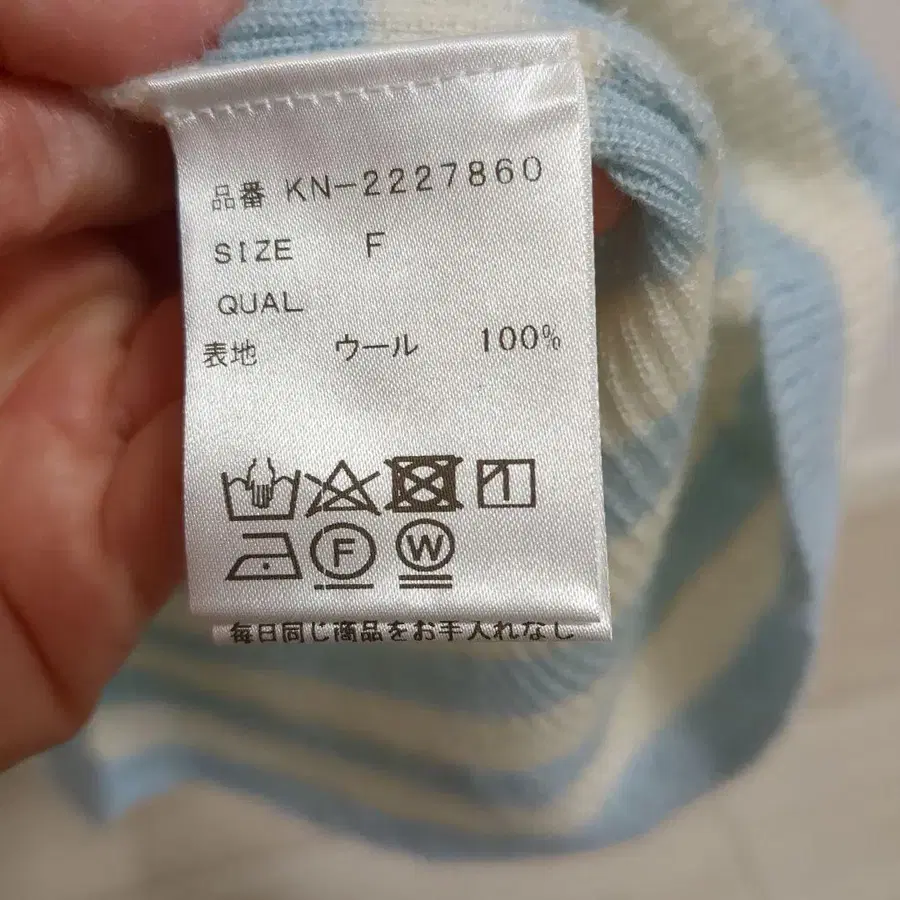 品番 KN-2227860
SIZE F
QUAL
表地 ウール 100%
F W
毎日同じ商品をお手入れなし